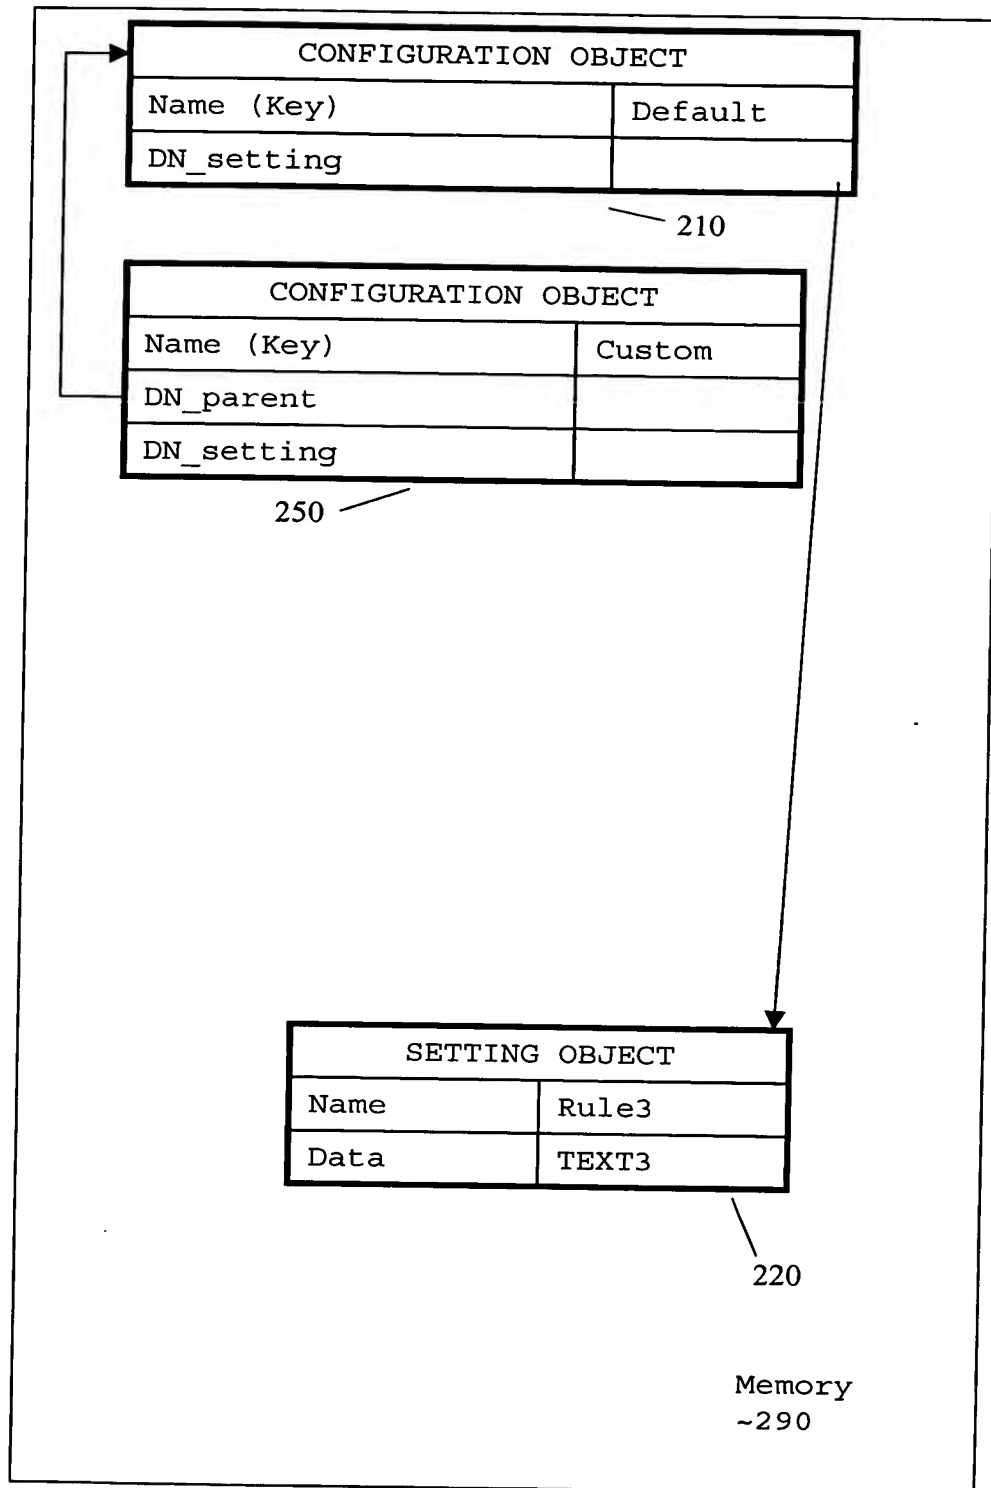 CONFIGURATION OBJECT
Name (Key) Default
DN_setting
210
CONFIGURATION OBJECT
Name (Key) Custom
DN_parent
DN_setting
250
SETTING OBJECT
Name Rule3
Data TEXT3
220
Memory
~290